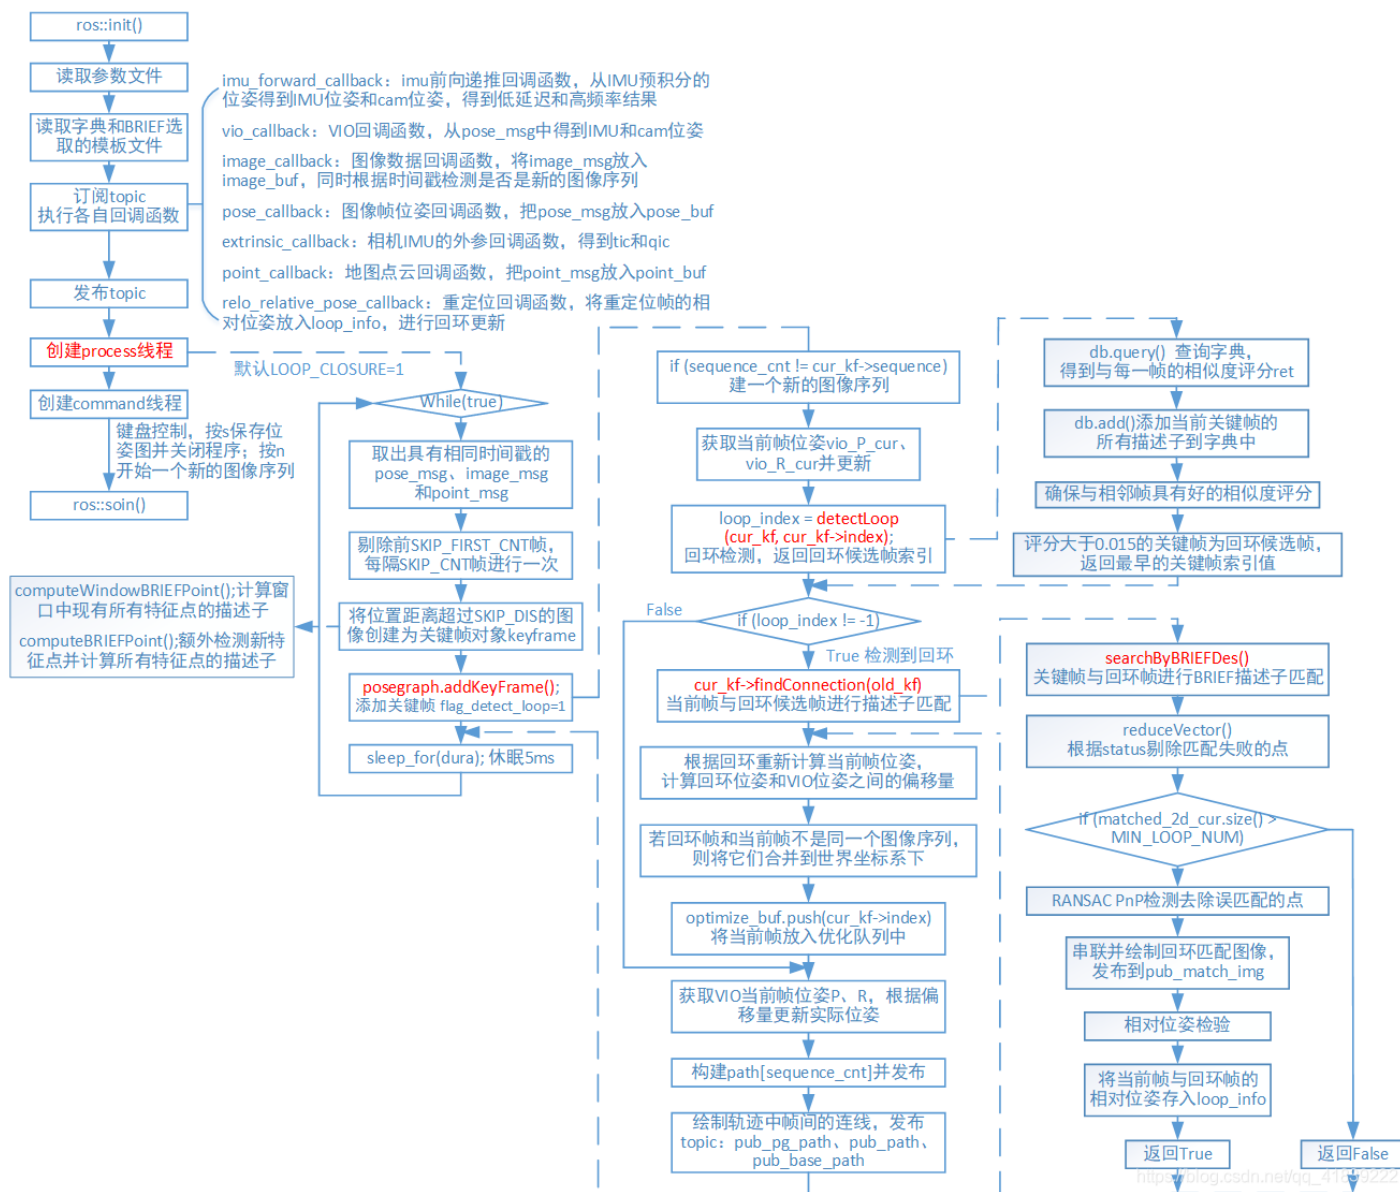 ros::init()
读取参数文件
读取字典和BRIEF选
取的模板文件
订阅topic
执行各自回调函数
发布topic
创建process线程
创建command线程
键盘控制，按s保存位
姿图并关闭程序；按n
开始一个新的图像序列
ros::soin()
imu_forward_callback：imu前向递推回调函数，从IMU预积分的
位姿得到IMU位姿和cam位姿，得到低延迟和高频率结果
vio_callback：VIO回调函数，从pose_msg中得到IMU和cam位姿
image_callback：图像数据回调函数，将image_msg放入
image_buf，同时根据时间戳检测是否是新的图像序列
pose_callback：图像帧位姿回调函数，把pose_msg放入pose_buf
extrinsic_callback：相机IMU的外参回调函数，得到tic和qic
point_callback：地图点云回调函数，把point_msg放入point_buf
relo_relative_pose_callback：重定位回调函数，将重定位帧的相
对位姿放入loop_info，进行回环更新
默认LOOP_CLOSURE=1
While(true)
取出具有相同时间戳的
pose_msg、image_msg
和point_msg
剔除前SKIP_FIRST_CNT帧，
每隔SKIP_CNT帧进行一次
将位置距离超过SKIP_DIS的图
像创建为关键帧对象keyframe
computeWindowBRIEFPoint();计算窗
口中现有所有特征点的描述子
computeBRIEFPoint();额外检测新特
征点并计算所有特征点的描述子
posegraph.addKeyFrame();
添加关键帧 flag_detect_loop=1
sleep_for(dura); 休眠5ms
if (sequence_cnt != cur_kf->sequence)
建一个新的图像序列
获取当前帧位姿vio_P_cur、
vio_R_cur并更新
loop_index = detectLoop
(cur_kf, cur_kf->index);
回环检测，返回回环候选帧索引
False
if (loop_index != -1)
True 检测到回环
cur_kf->findConnection(old_kf)
当前帧与回环候选帧进行描述子匹配
根据回环重新计算当前帧位姿，
计算回环位姿和VIO位姿之间的偏移量
若回环帧和当前帧不是同一个图像序列，
则将它们合并到世界坐标系下
optimize_buf.push(cur_kf->index)
将当前帧放入优化队列中
获取VIO当前帧位姿P、R，根据偏
移量更新实际位姿
构建path[sequence_cnt]并发布
绘制轨迹中帧间的连线，发布
topic：pub_pg_path、pub_path、
pub_base_path
db.query() 查询字典，
得到与每一帧的相似度评分ret
db.add()添加当前关键帧的
所有描述子到字典中
确保与相邻帧具有好的相似度评分
评分大于0.015的关键帧为回环候选帧，
返回最早的关键帧索引值
searchByBRIEFDes()
关键帧与回环帧进行BRIEF描述子匹配
reduceVector()
根据status剔除匹配失败的点
if (matched_2d_cur.size() >
MIN_LOOP_NUM)
RANSAC PnP检测去除误匹配的点
串联并绘制回环匹配图像，
发布到pub_match_img
相对位姿检验
将当前帧与回环帧的
相对位姿存入loop_info
返回True
返回False